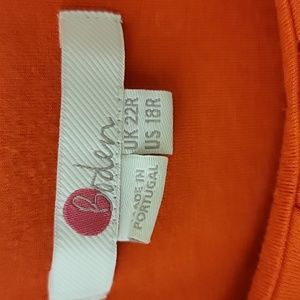 Boden
UK 22R
US 18R
MADE IN
PORTUGAL